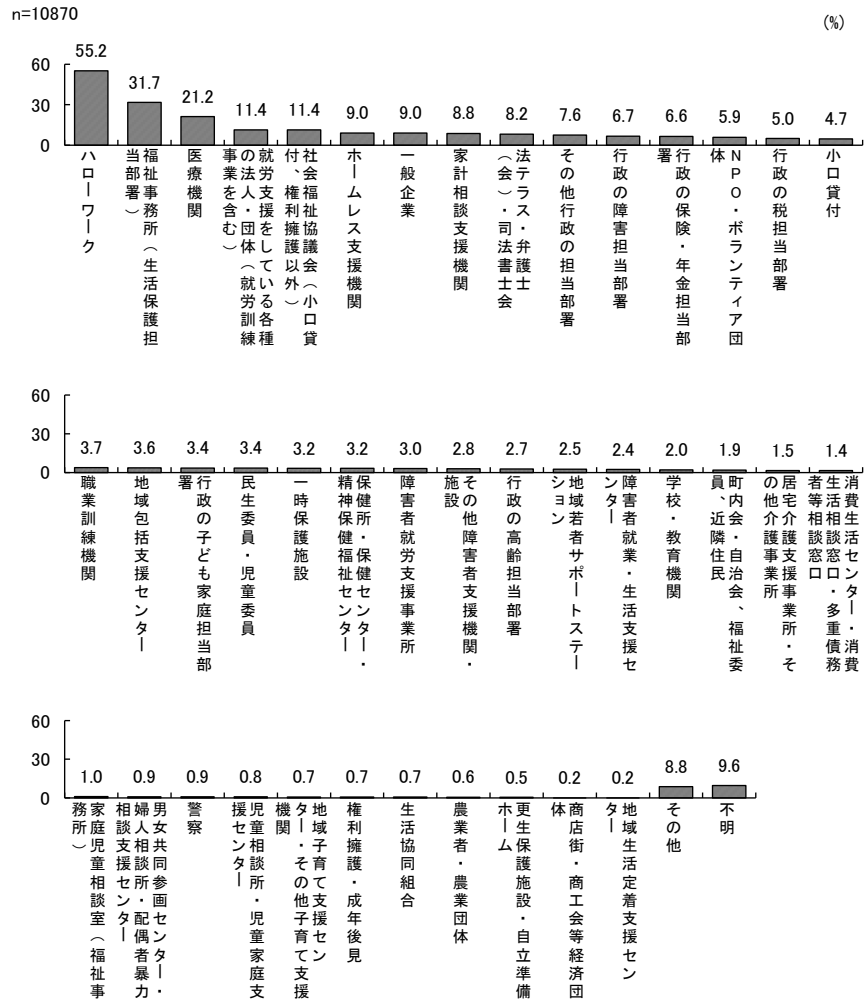 n=10870
(%)
55.2
31.7
21.2
11.4
11.4
9.0
9.0
8.8
8.2
7.6
6.7
6.6
5.9
5.0
4.7
60
30
0
ハローワーク
福祉事務所（生活保護担
当部署）
医療機関
就労支援をしている各種
の法人・団体（就労訓練
事業を含む）
社会福祉協議会（小口貸
付、権利擁護以外）
ホームレス支援機関
一般企業
家計相談支援機関
法テラス・弁護士
（会）・司法書士会
その他行政の担当部署
行政の障害担当部署
行政の保険・年金担当部
署
NPO・ボランティア団
体
行政の税担当部署
小口貸付
60
30
0
3.7
3.6
3.4
3.4
3.2
3.2
3.0
2.8
2.7
2.5
2.4
2.0
1.9
1.5
1.4
職業訓練機関
地域包括支援センター
行政の子ども家庭担当部
署
民生委員・児童委員
一時保護施設
保健所・保健センター・
精神保健福祉センター
障害者就労支援事業所
その他障害者支援機関・
施設
行政の高齢担当部署
地域若者サポートステー
ション
障害者就業・生活支援セ
ンター
学校・教育機関
町内会・自治会、福祉委
員、近隣住民
居宅介護支援事業所・そ
の他介護事業所
消費生活センター・消費
生活相談窓口・多重債務
者等相談窓口
60
30
0
1.0
0.9
0.9
0.8
0.7
0.7
0.7
0.6
0.5
0.2
0.2
8.8
9.6
家庭児童相談室（福祉事
務所）
男女共同参画センター・
婦人相談所・配偶者暴力
相談支援センター
警察
児童相談所・児童家庭支
援センター
地域子育て支援セン
ター・その他子育て支援
機関
権利擁護・成年後見
生活協同組合
農業者・農業団体
更生保護施設・自立準備
ホーム
商店街・商工会等経済団
体
地域生活定着支援セン
ター
その他
不明